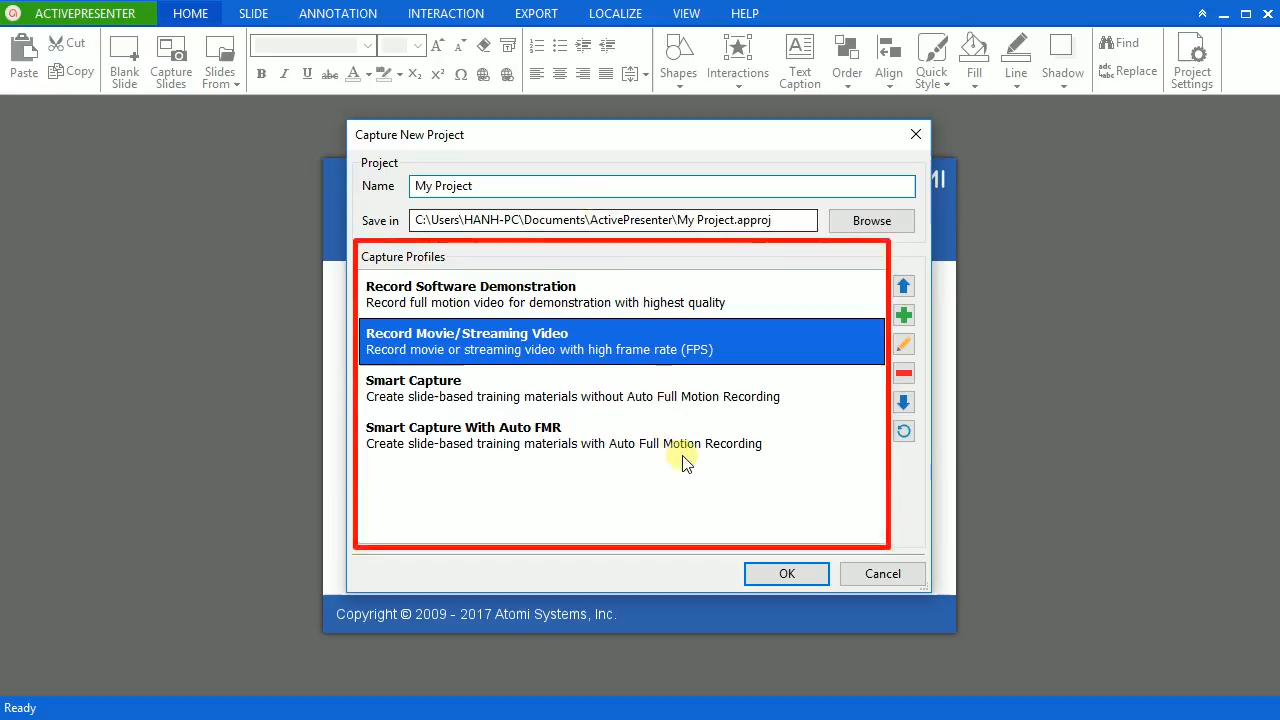 ACTIVEPRESENTER HOME SLIDE ANNOTATION INTERACTION EXPORT LOCALIZE VIEW HELP
Paste
Cut
Copy
Blank
Slide
Capture
Slides
Slides
From
B I U abc A X₂ X² Ω
Shapes
Interactions
Text
Caption
Order
Align
Quick
Style
Fill
Line
Shadow
Find
Replace
Project
Settings
Capture New Project
Project
Name My Project
Save in C:\Users\HANH-PC\Documents\ActivePresenter\My Project.approj Browse
Capture Profiles
Record Software Demonstration
Record full motion video for demonstration with highest quality
Record Movie/Streaming Video
Record movie or streaming video with high frame rate (FPS)
Smart Capture
Create slide-based training materials without Auto Full Motion Recording
Smart Capture With Auto FMR
Create slide-based training materials with Auto Full Motion Recording
OK Cancel
Copyright © 2009 - 2017 Atomi Systems, Inc.
Ready